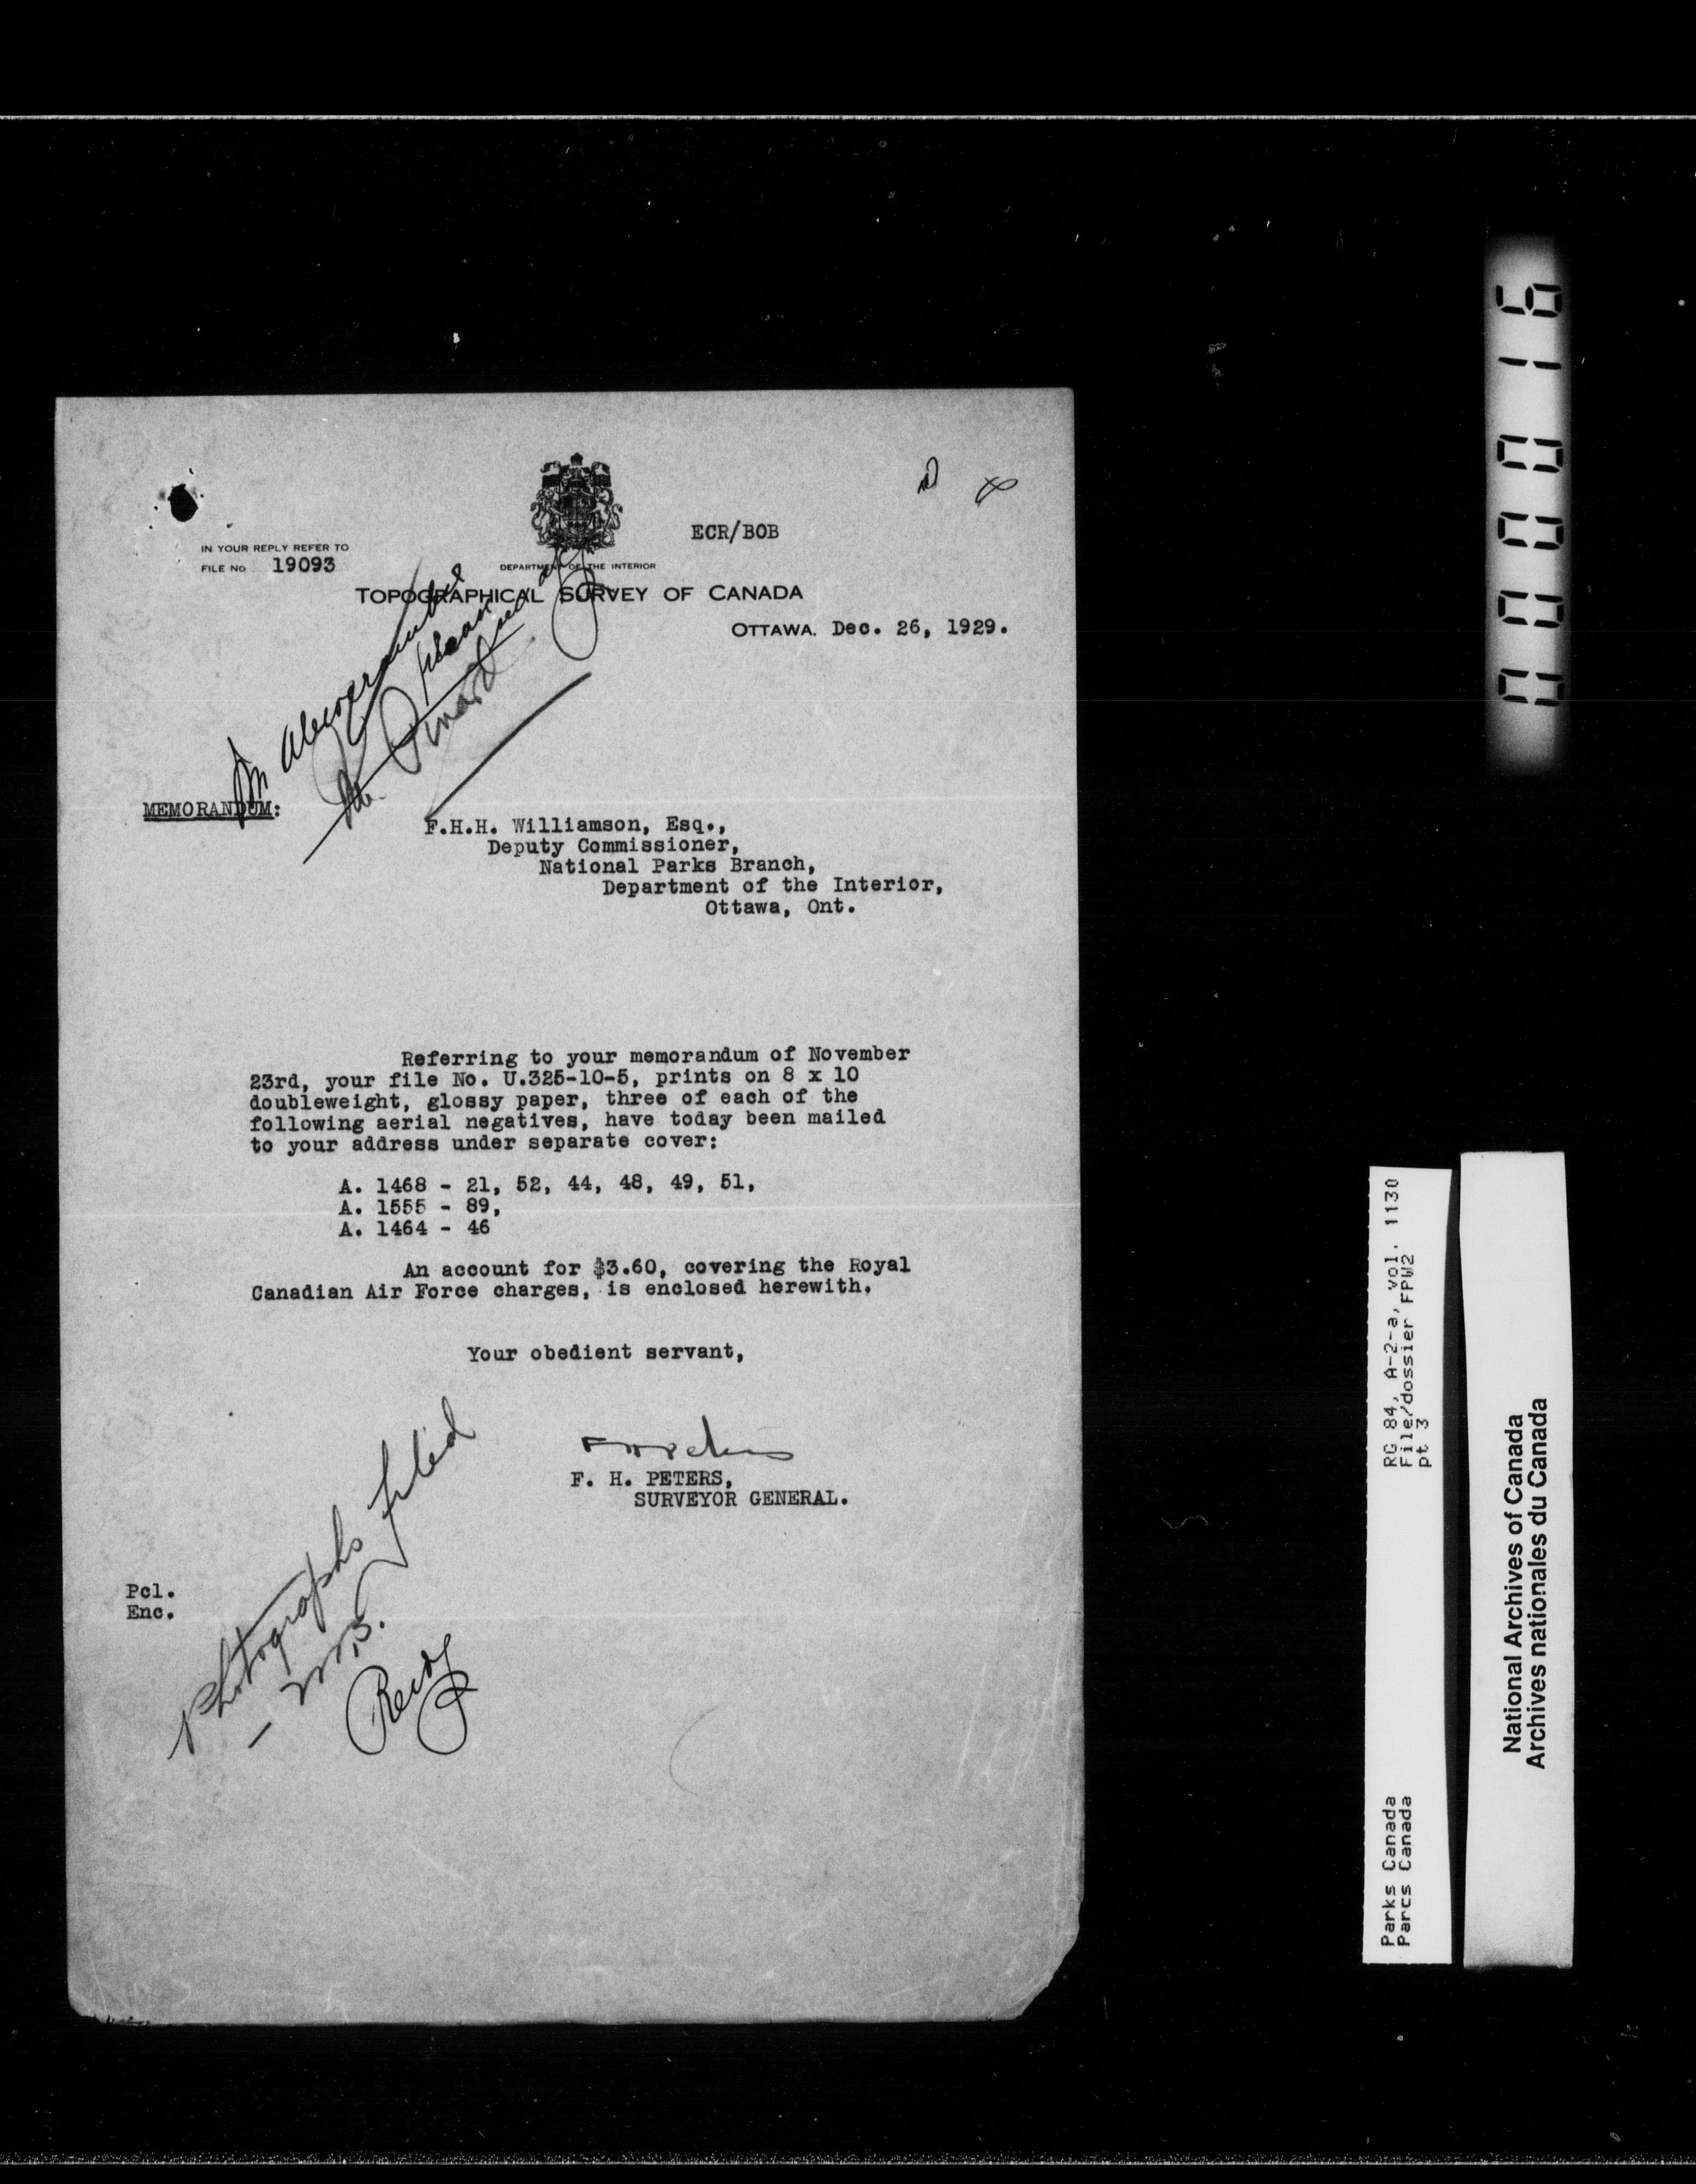 ECR/BOB
IN YOUR REPLY REFER TO
FILE No 19093
DEPARTMENT OF THE INTERIOR
TOPOGRAPHICAL SURVEY OF CANADA
OTTAWA. Dec. 26, 1929.
please
MEMORANDUM:
F.H.H. Williamson, Esq.,
Deputy Commissioner,
National Parks Branch,
Department of the Interior,
Ottawa, Ont.
Referring to your memorandum of November
23rd, your file No. U.325-10-5, prints on 8 x 10
doubleweight, glossy paper, three of each of the
following aerial negatives, have today been mailed
to your address under separate cover:
A. 1468 - 21, 52, 44, 48, 49, 51,
A. 1555 - 89,
A. 1464 - 46
An account for $3.60, covering the Royal
Canadian Air Force charges, is enclosed herewith.
Your obedient servant,
F. H. PETERS,
SURVEYOR GENERAL.
Pcl.
Enc.
Photographs filed
000016
RG 84, A-2-a, vol. 1130
File/dossier FPW2
pt 3
Parks Canada
Parcs Canada
National Archives of Canada
Archives nationales du Canada